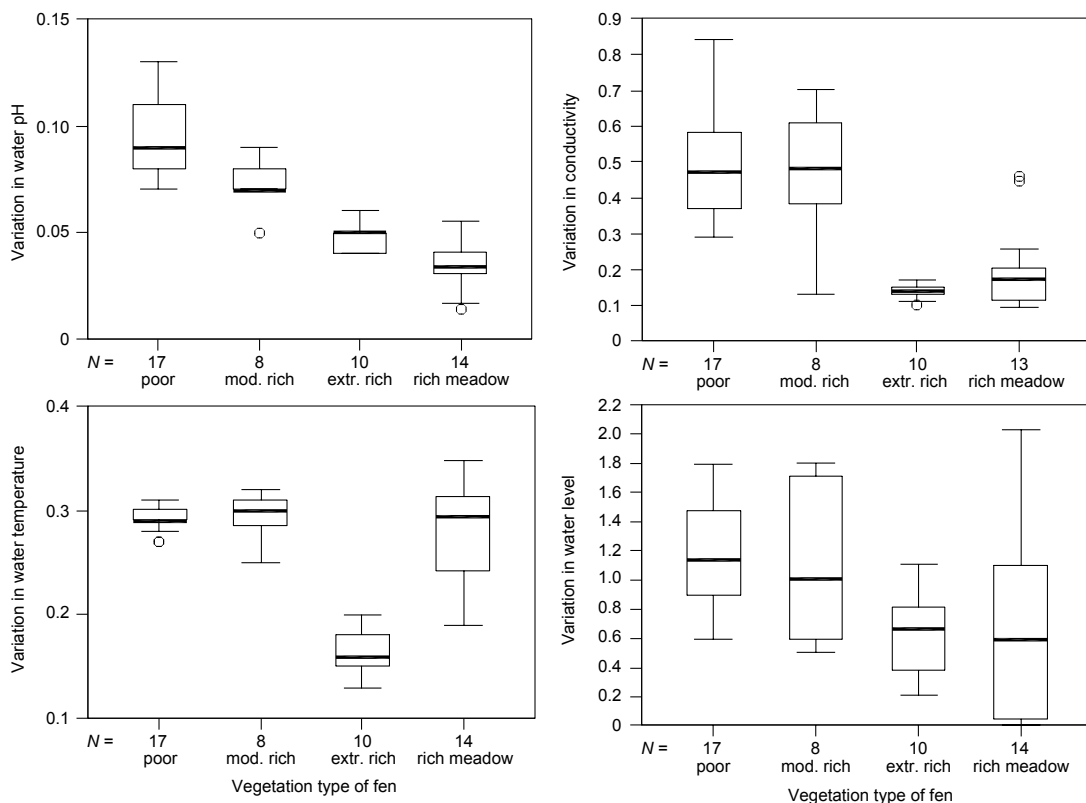 Variation in water pH
0.15
0.10
0.05
0
N = 17 8 10 14
poor mod. rich extr. rich rich meadow
Variation in conductivity
0.9
0.8
0.7
0.6
0.5
0.4
0.3
0.2
0.1
0
17 8 10 13
poor mod. rich extr. rich rich meadow
Variation in water temperature
0.4
0.3
0.2
0.1
N = 17 8 10 14
poor mod. rich extr. rich rich meadow
Vegetation type of fen
Variation in water level
2.2
2.0
1.8
1.6
1.4
1.2
1.0
0.8
0.6
0.4
0.2
0
N = 17 8 10 14
poor mod. rich extr. rich rich meadow
Vegetation type of fen